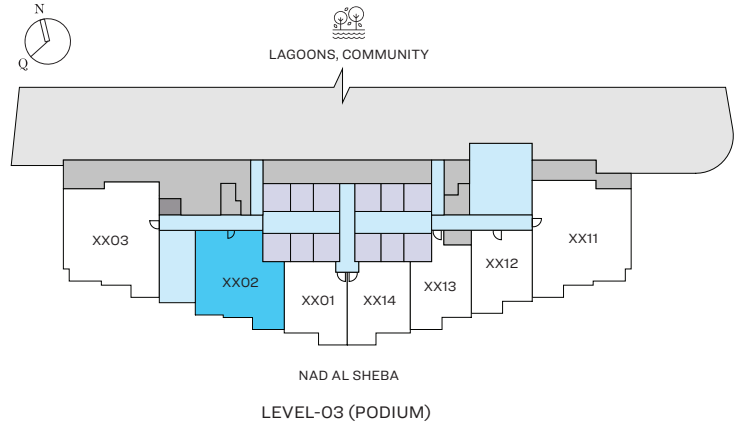 N
Q
LAGOONS, COMMUNITY
XX03
XX11
XX12
XX02
XX13
XX01
XX14
NAD AL SHEBA
LEVEL-03 (PODIUM)